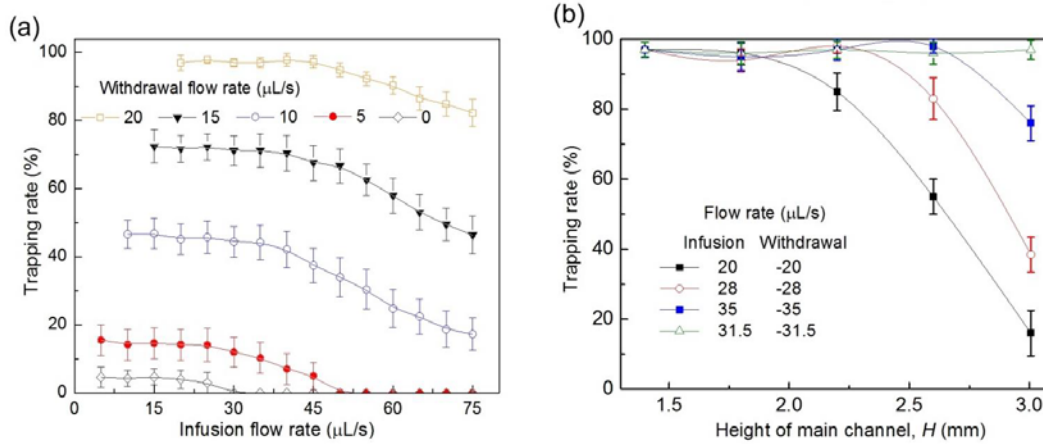 (a)
100
80
60
40
20
0
Trapping rate (%)
Withdrawal flow rate (μL/s)
20 15 10 5 0
0 15 30 45 60 75
Infusion flow rate (μL/s)
(b)
100
80
60
40
20
Trapping rate (%)
Flow rate (μL/s)
Infusion Withdrawal
20 -20
28 -28
35 -35
31.5 -31.5
1.5 2.0 2.5 3.0
Height of main channel, H (mm)